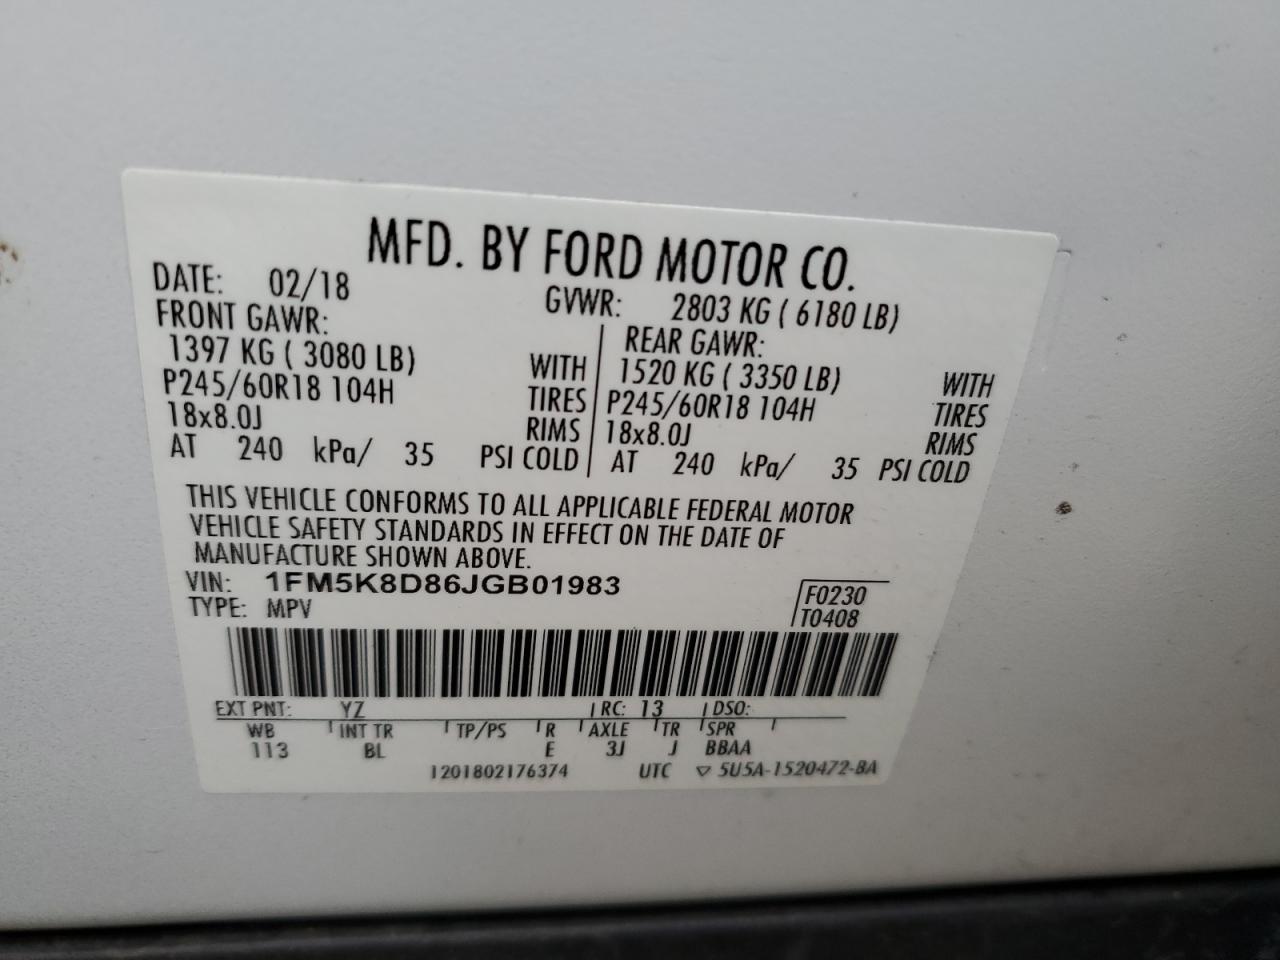 MFD. BY FORD MOTOR CO.
DATE: 02/18 GVWR: 2803 KG ( 6180 LB)
FRONT GAWR: REAR GAWR:
1397 KG ( 3080 LB) WITH 1520 KG ( 3350 LB) WITH
P245/60R18 104H TIRES P245/60R18 104H TIRES
18x8.0J RIMS 18x8.0J RIMS
AT 240 kPa/ 35 PSI COLD AT 240 kPa/ 35 PSI COLD
THIS VEHICLE CONFORMS TO ALL APPLICABLE FEDERAL MOTOR
VEHICLE SAFETY STANDARDS IN EFFECT ON THE DATE OF
MANUFACTURE SHOWN ABOVE.
VIN: 1FM5K8D86JGB01983 F0230
TYPE: MPV T0408
EXT PNT: YZ RC: 13 DSO:
WB INT TR TP/PS R AXLE TR SPR
113 BL E 3J J BBAA
1201802176374 UTC ▽ 5U5A-1520472-BA